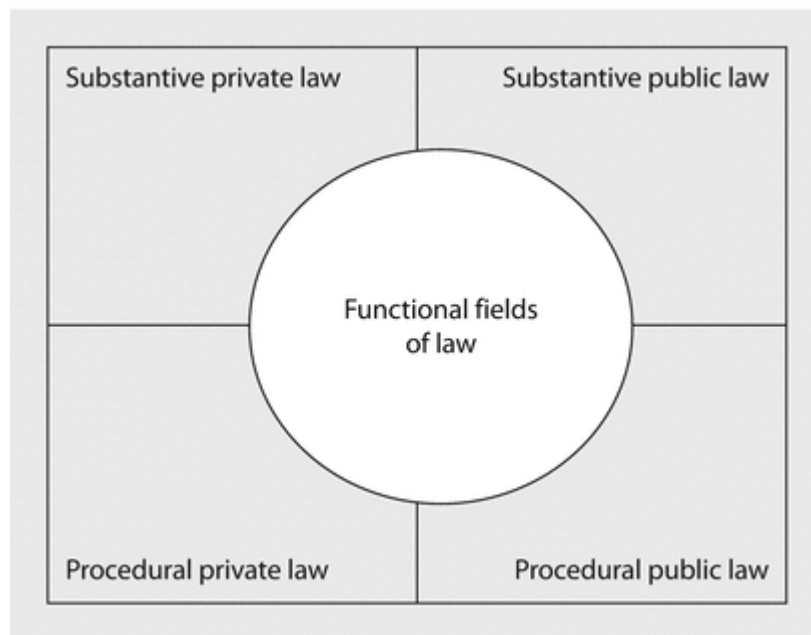 Substantive private law
Substantive public law
Functional fields
of law
Procedural private law
Procedural public law